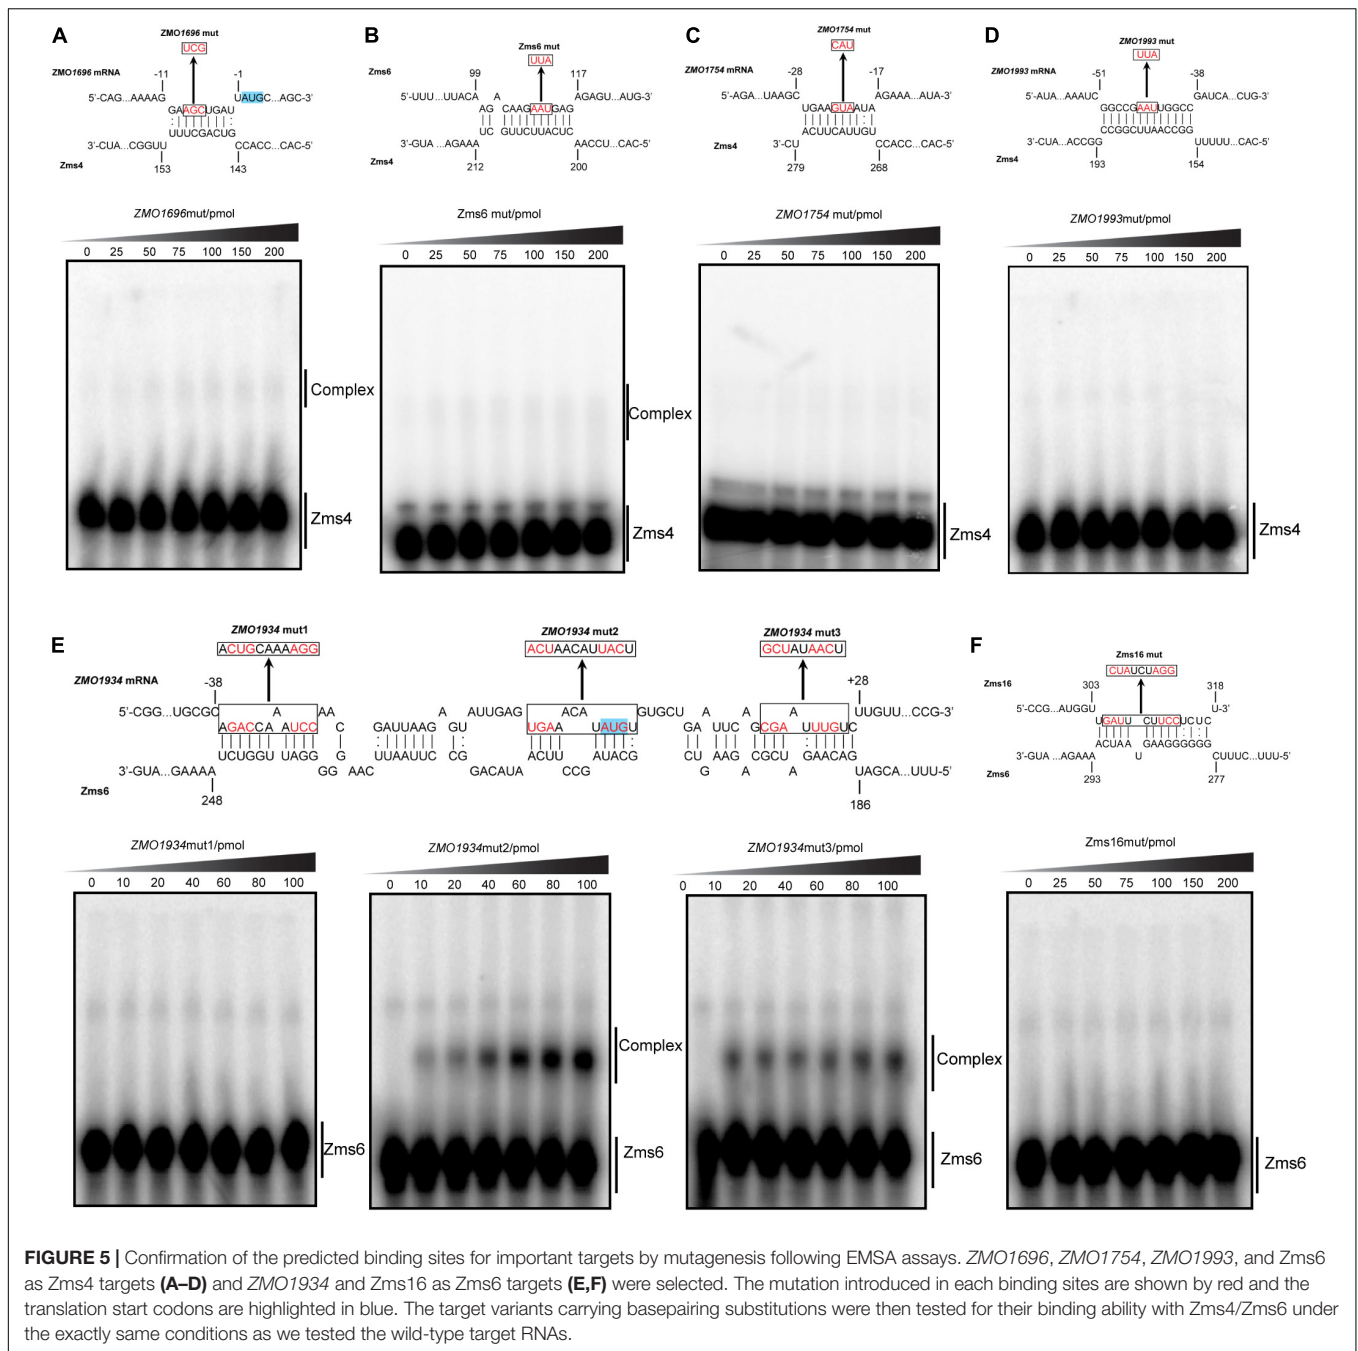 A
ZMO1696 mut
UCG
ZMO1696 mRNA
-11
-1
5'-CAG...AAAAG
UAUGC...AGC-3'
GAAGCUGAU
UUUCGACUG
3'-CUA...CGGUU
CCACC...CAC-5'
Zms4
153
143
ZMO1696mut/pmol
0 25 50 75 100 150 200
Complex
Zms4
B
Zms6 mut
UUA
Zms6
99
117
5'-UUU...UUACA A
AGAGU...AUG-3'
AG CAAGAAUGAG
UC GUUCUUACUC
3'-GUA ...AGAAA
AACCU...CAC-5'
Zms4
212
200
Zms6 mut/pmol
0 25 50 75 100 150 200
Complex
Zms4
C
ZMO1754 mut
CAU
ZMO1754 mRNA
-28
-17
5'-AGA...UAAGC
AGAAA...AUA-3'
UGAAGUAAUA
ACUUCAUUGU
3'-CU
CCACC...CAC-5'
Zms4
279
268
ZMO1754 mut/pmol
0 25 50 75 100 150 200
Zms4
D
ZMO1993 mut
UUA
ZMO1993 mRNA
-51
-38
5'-AUA...AAAUC
GAUCA...CUG-3'
GGCCGAAUUGGCC
CCGGCUUAACCGG
3'-CUA...ACCGG
UUUUU...CAC-5'
Zms4
193
154
ZMO1993mut/pmol
0 25 50 75 100 150 200
Zms4
E
ZMO1934 mut1
ACUGCAAAAGG
ZMO1934 mut2
ACUAACAUUACU
ZMO1934 mut3
GCUAUAACU
ZMO1934 mRNA
-38
+28
5'-CGG...UGCGC A AA A AUUGAG ACA GUGCU A A A UUGUU...CCG-3'
AGACCA AUCC C GAUUAAG GU UGAA UAUGU GA UUCG GCGA UUUGUC
UCUGGU UAGG G UUAAUUC CG ACUU AUACG CU AAG CGCU GAACAG
3'-GUA...GAAAA GG AAC GACAUA CCG G A A UAGCA...UUU-5'
Zms6
248
186
ZMO1934mut1/pmol
0 10 20 40 60 80 100
Zms6
ZMO1934mut2/pmol
0 10 20 40 60 80 100
Complex
Zms6
ZMO1934mut3/pmol
0 10 20 40 60 80 100
Complex
Zms6
F
Zms16 mut
CUAUCUAGG
Zms16
303
318
5'-CCG...AUGGU
U-3'
UGAUU CUUCCUCUC
ACUAA GAAGGGGGG
3'-GUA ...AGAAA U CUUUC...UUU-5'
Zms6
293
277
Zms16mut/pmol
0 25 50 75 100 150 200
Zms6
FIGURE 5 | Confirmation of the predicted binding sites for important targets by mutagenesis following EMSA assays. ZMO1696, ZMO1754, ZMO1993, and Zms6
as Zms4 targets (A–D) and ZMO1934 and Zms16 as Zms6 targets (E,F) were selected. The mutation introduced in each binding sites are shown by red and the
translation start codons are highlighted in blue. The target variants carrying basepairing substitutions were then tested for their binding ability with Zms4/Zms6 under
the exactly same conditions as we tested the wild-type target RNAs.